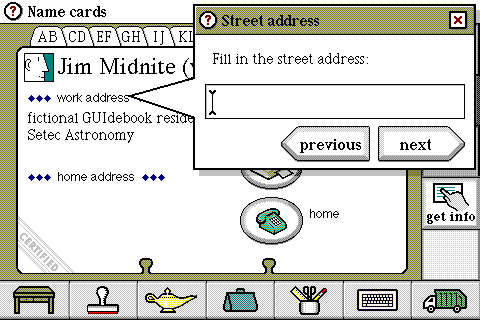 ? Name cards
AB CD EF GH IJ KL
Jim Midnite (
work address
fictional GUIdebook reside
Setec Astronomy
home address
home
CERTIFIED
get info
? Street address
Fill in the street address:
previous next